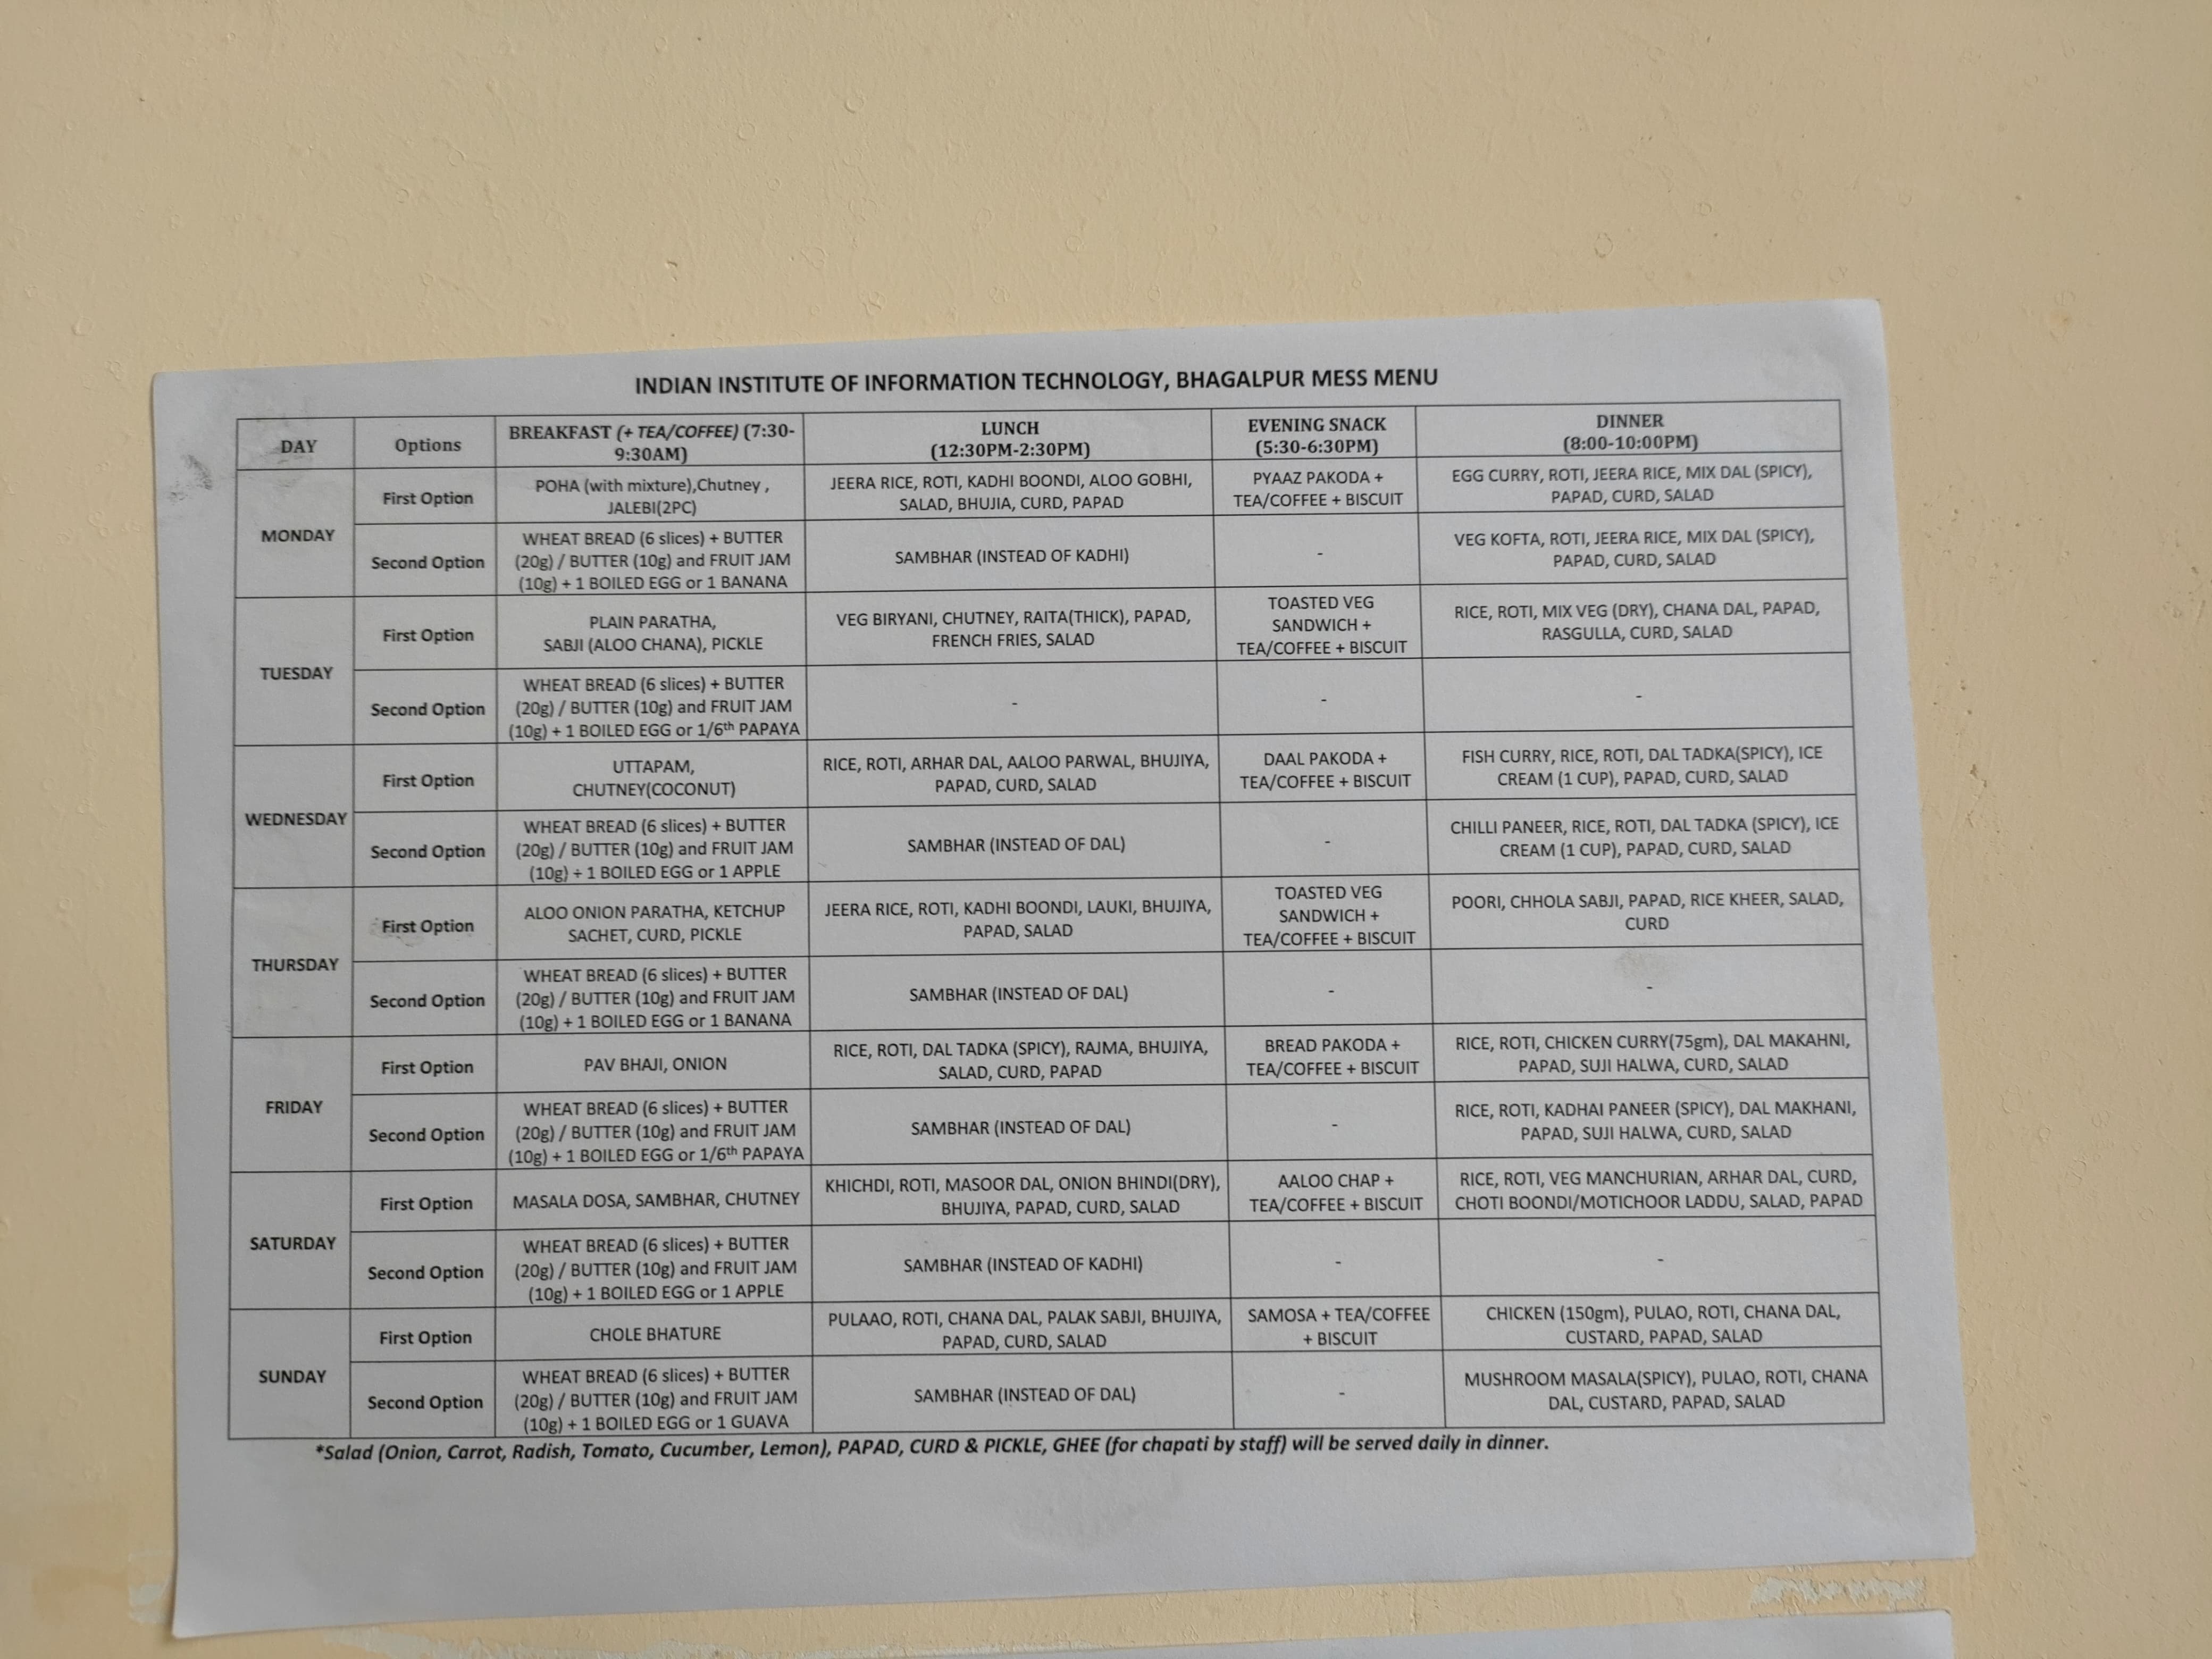 INDIAN INSTITUTE OF INFORMATION TECHNOLOGY, BHAGALPUR MESS MENU
DAY
Options
BREAKFAST (+ TEA/COFFEE) (7:30-
9:30AM)
LUNCH
(12:30PM-2:30PM)
EVENING SNACK
(5:30-6:30PM)
DINNER
(8:00-10:00PM)
MONDAY
First Option
POHA (with mixture),Chutney ,
JALEBI(2PC)
JEERA RICE, ROTI, KADHI BOONDI, ALOO GOBHI,
SALAD, BHUJIA, CURD, PAPAD
PYAAZ PAKODA +
TEA/COFFEE + BISCUIT
EGG CURRY, ROTI, JEERA RICE, MIX DAL (SPICY),
PAPAD, CURD, SALAD
Second Option
WHEAT BREAD (6 slices) + BUTTER
(20g) / BUTTER (10g) and FRUIT JAM
(10g) + 1 BOILED EGG or 1 BANANA
SAMBHAR (INSTEAD OF KADHI)
-
VEG KOFTA, ROTI, JEERA RICE, MIX DAL (SPICY),
PAPAD, CURD, SALAD
TUESDAY
First Option
PLAIN PARATHA,
SABJI (ALOO CHANA), PICKLE
VEG BIRYANI, CHUTNEY, RAITA(THICK), PAPAD,
FRENCH FRIES, SALAD
TOASTED VEG
SANDWICH +
TEA/COFFEE + BISCUIT
RICE, ROTI, MIX VEG (DRY), CHANA DAL, PAPAD,
RASGULLA, CURD, SALAD
Second Option
WHEAT BREAD (6 slices) + BUTTER
(20g) / BUTTER (10g) and FRUIT JAM
(10g) + 1 BOILED EGG or 1/6th PAPAYA
-
-
-
WEDNESDAY
First Option
UTTAPAM,
CHUTNEY(COCONUT)
RICE, ROTI, ARHAR DAL, AALOO PARWAL, BHUJIYA,
PAPAD, CURD, SALAD
DAAL PAKODA +
TEA/COFFEE + BISCUIT
FISH CURRY, RICE, ROTI, DAL TADKA(SPICY), ICE
CREAM (1 CUP), PAPAD, CURD, SALAD
Second Option
WHEAT BREAD (6 slices) + BUTTER
(20g) / BUTTER (10g) and FRUIT JAM
(10g) + 1 BOILED EGG or 1 APPLE
SAMBHAR (INSTEAD OF DAL)
-
CHILLI PANEER, RICE, ROTI, DAL TADKA (SPICY), ICE
CREAM (1 CUP), PAPAD, CURD, SALAD
THURSDAY
First Option
ALOO ONION PARATHA, KETCHUP
SACHET, CURD, PICKLE
JEERA RICE, ROTI, KADHI BOONDI, LAUKI, BHUJIYA,
PAPAD, SALAD
TOASTED VEG
SANDWICH +
TEA/COFFEE + BISCUIT
POORI, CHHOLA SABJI, PAPAD, RICE KHEER, SALAD,
CURD
Second Option
WHEAT BREAD (6 slices) + BUTTER
(20g) / BUTTER (10g) and FRUIT JAM
(10g) + 1 BOILED EGG or 1 BANANA
SAMBHAR (INSTEAD OF DAL)
-
-
FRIDAY
First Option
PAV BHAJI, ONION
RICE, ROTI, DAL TADKA (SPICY), RAJMA, BHUJIYA,
SALAD, CURD, PAPAD
BREAD PAKODA +
TEA/COFFEE + BISCUIT
RICE, ROTI, CHICKEN CURRY(75gm), DAL MAKAHNI,
PAPAD, SUJI HALWA, CURD, SALAD
Second Option
WHEAT BREAD (6 slices) + BUTTER
(20g) / BUTTER (10g) and FRUIT JAM
(10g) + 1 BOILED EGG or 1/6th PAPAYA
SAMBHAR (INSTEAD OF DAL)
-
RICE, ROTI, KADHAI PANEER (SPICY), DAL MAKHANI,
PAPAD, SUJI HALWA, CURD, SALAD
SATURDAY
First Option
MASALA DOSA, SAMBHAR, CHUTNEY
KHICHDI, ROTI, MASOOR DAL, ONION BHINDI(DRY),
BHUJIYA, PAPAD, CURD, SALAD
AALOO CHAP +
TEA/COFFEE + BISCUIT
RICE, ROTI, VEG MANCHURIAN, ARHAR DAL, CURD,
CHOTI BOONDI/MOTICHOOR LADDU, SALAD, PAPAD
Second Option
WHEAT BREAD (6 slices) + BUTTER
(20g) / BUTTER (10g) and FRUIT JAM
(10g) + 1 BOILED EGG or 1 APPLE
SAMBHAR (INSTEAD OF KADHI)
-
-
SUNDAY
First Option
CHOLE BHATURE
PULAAO, ROTI, CHANA DAL, PALAK SABJI, BHUJIYA,
PAPAD, CURD, SALAD
SAMOSA + TEA/COFFEE
+ BISCUIT
CHICKEN (150gm), PULAO, ROTI, CHANA DAL,
CUSTARD, PAPAD, SALAD
Second Option
WHEAT BREAD (6 slices) + BUTTER
(20g) / BUTTER (10g) and FRUIT JAM
(10g) + 1 BOILED EGG or 1 GUAVA
SAMBHAR (INSTEAD OF DAL)
-
MUSHROOM MASALA(SPICY), PULAO, ROTI, CHANA
DAL, CUSTARD, PAPAD, SALAD
*Salad (Onion, Carrot, Radish, Tomato, Cucumber, Lemon), PAPAD, CURD & PICKLE, GHEE (for chapati by staff) will be served daily in dinner.